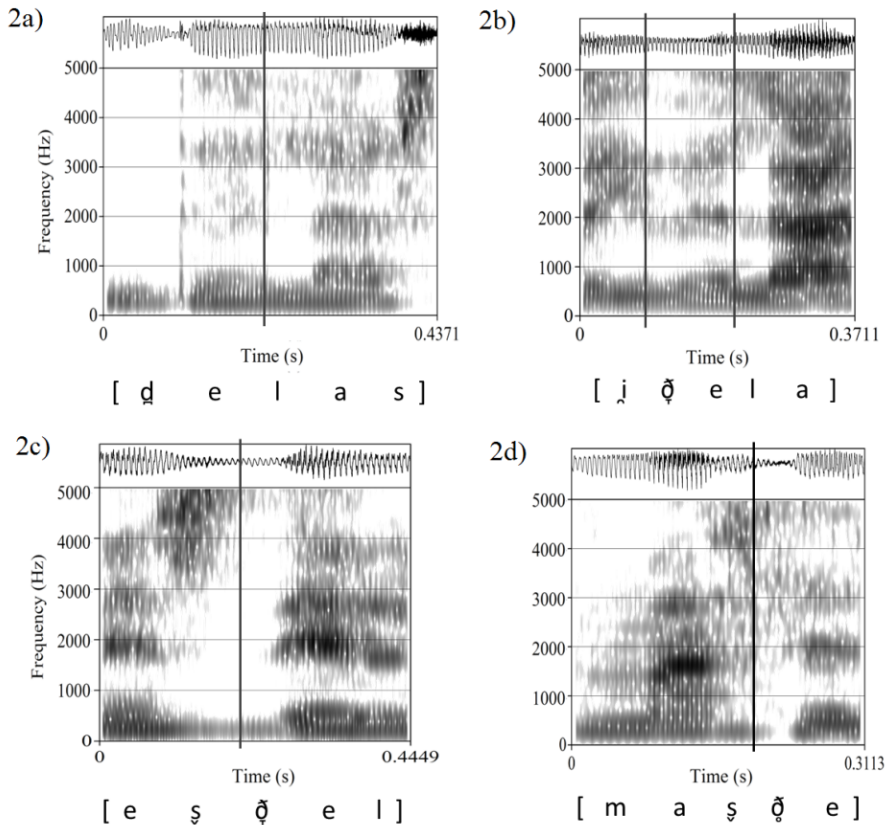 2a)
5000
4000
3000
2000
1000
0
Frequency (Hz)
0
0.4371
Time (s)
[ d̪ e l a s ]
2b)
5000
4000
3000
2000
1000
0
0
0.3711
Time (s)
[ i̯ ð̞ e l a ]
2c)
5000
4000
3000
2000
1000
0
Frequency (Hz)
0
0.4449
Time (s)
[ e s̬ ð̞ e l ]
2d)
5000
4000
3000
2000
1000
0
0
0.3113
Time (s)
[ m a s̬ ð̥ e ]